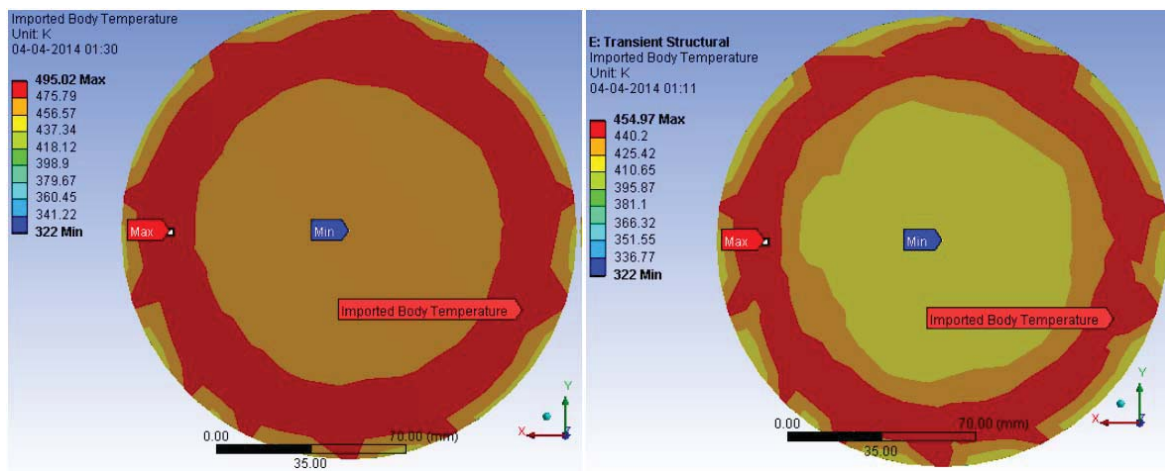 Imported Body Temperature
Unit: K
04-04-2014 01:30
495.02 Max
475.79
456.57
437.34
418.12
398.9
379.67
360.45
341.22
322 Min
Max
Min
Imported Body Temperature
0.00
70.00 (mm)
35.00
Y
X
Z
E: Transient Structural
Imported Body Temperature
Unit: K
04-04-2014 01:11
454.97 Max
440.2
425.42
410.65
395.87
381.1
366.32
351.55
336.77
322 Min
Max
Min
Imported Body Temperature
0.00
70.00 (mm)
35.00
Y
X
Z